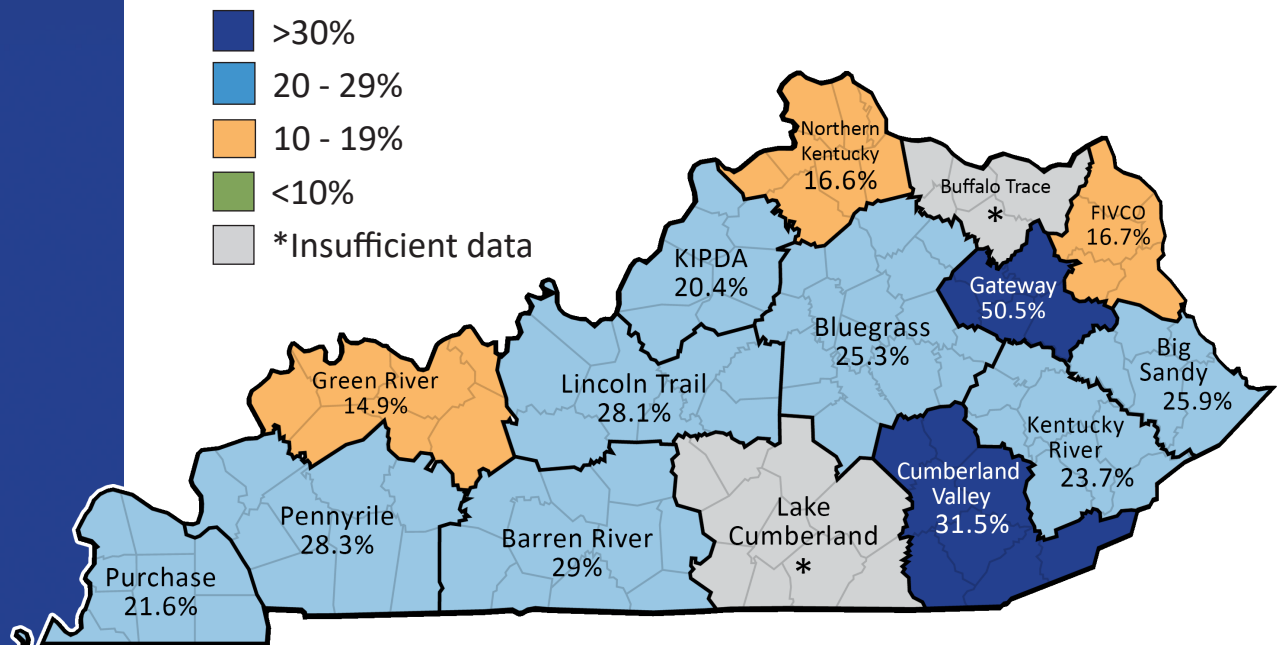 >30%
20 - 29%
10 - 19%
<10%
*Insufficient data
Northern
Kentucky
16.6%
Buffalo Trace
*
FIVCO
16.7%
KIPDA
20.4%
Gateway
50.5%
Bluegrass
25.3%
Big
Sandy
25.9%
Green River
14.9%
Lincoln Trail
28.1%
Kentucky
River
23.7%
Cumberland
Valley
31.5%
Pennyrile
28.3%
Barren River
29%
Lake
Cumberland
*
Purchase
21.6%